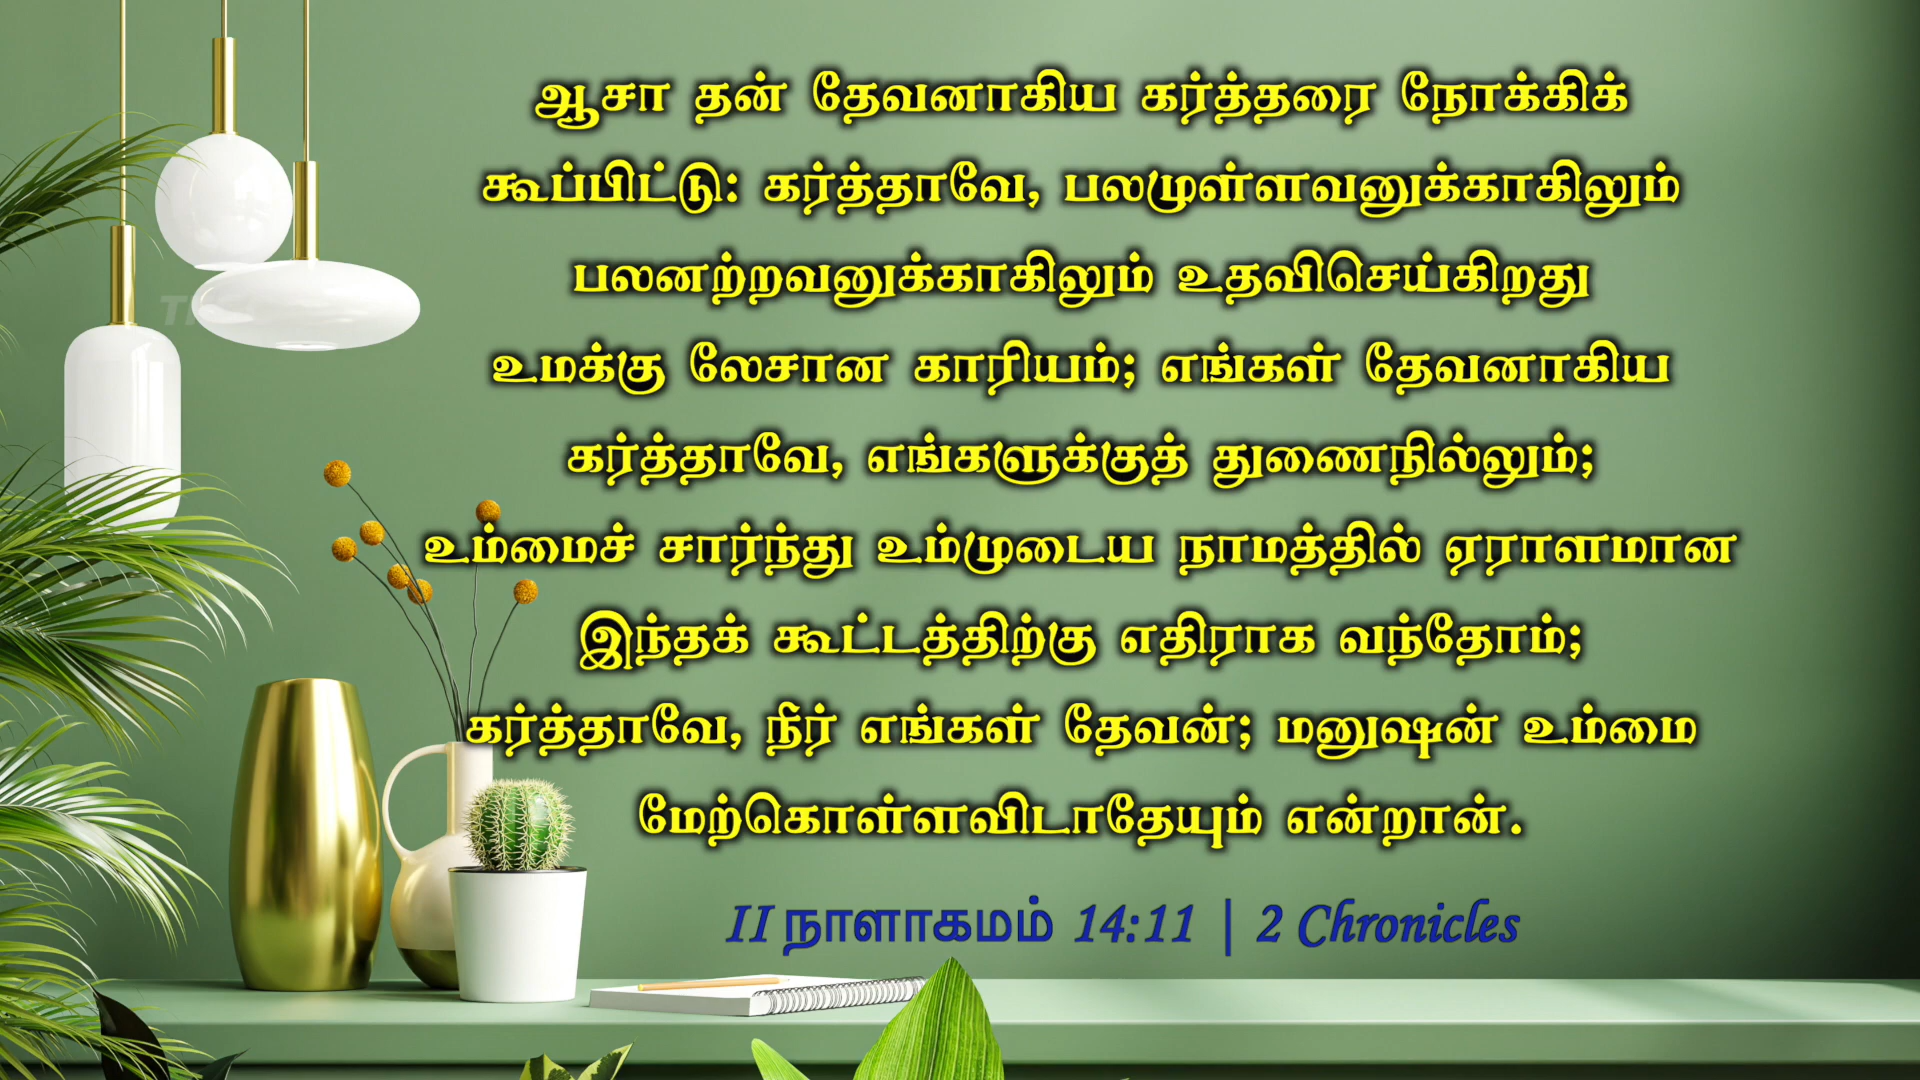 ஆசா தன் தேவனாகிய கர்த்தரை நோக்கிக்
கூப்பிட்டு: கர்த்தாவே, பலமுள்ளவனுக்காகிலும்
பலனற்றவனுக்காகிலும் உதவிசெய்கிறது
உமக்கு லேசான காரியம்; எங்கள் தேவனாகிய
கர்த்தாவே, எங்களுக்குத் துணைநில்லும்;
உம்மைச் சார்ந்து உம்முடைய நாமத்தில் ஏராளமான
இந்தக் கூட்டத்திற்கு எதிராக வந்தோம்;
கர்த்தாவே, நீர் எங்கள் தேவன்; மனுஷன் உம்மை
மேற்கொள்ளவிடாதேயும் என்றான்.
II நாளாகமம் 14:11 | 2 Chronicles